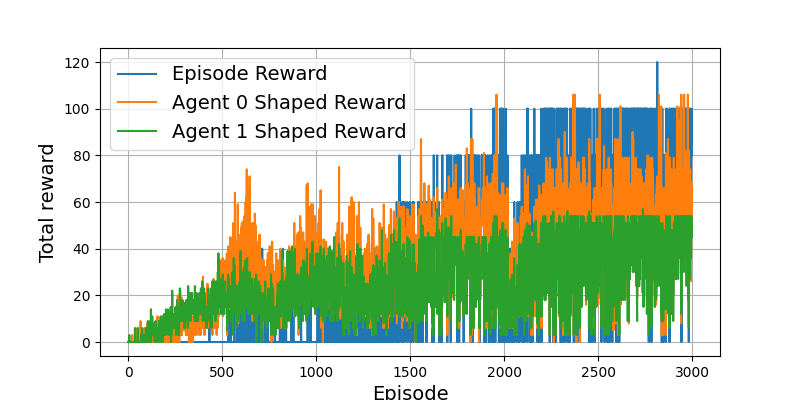 Episode Reward
Agent 0 Shaped Reward
Agent 1 Shaped Reward
Total reward
120
100
80
60
40
20
0
0 500 1000 1500 2000 2500 3000
Episode